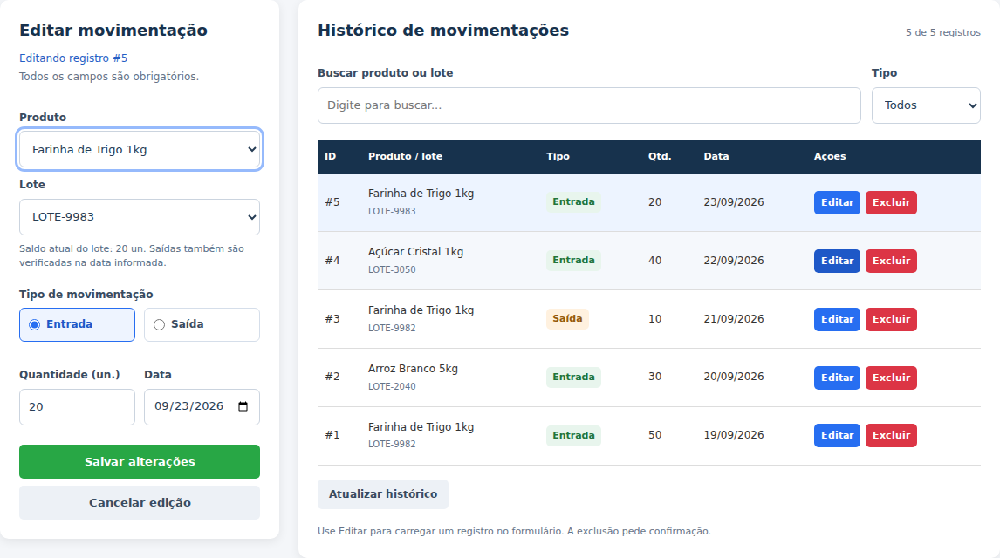 Editar movimentação
Editando registro #5
Todos os campos são obrigatórios.
Produto
Farinha de Trigo 1kg
Lote
LOTE-9983
Saldo atual do lote: 20 un. Saídas também são
verificadas na data informada.
Tipo de movimentação
Entrada Saída
Quantidade (un.) Data
20 09/23/2026
Salvar alterações
Cancelar edição
Histórico de movimentações 5 de 5 registros
Buscar produto ou lote Tipo
Digite para buscar... Todos
ID Produto / lote Tipo Qtd. Data Ações
#5 Farinha de Trigo 1kg Entrada 20 23/09/2026 Editar Excluir
LOTE-9983
#4 Açúcar Cristal 1kg Entrada 40 22/09/2026 Editar Excluir
LOTE-3050
#3 Farinha de Trigo 1kg Saída 10 21/09/2026 Editar Excluir
LOTE-9982
#2 Arroz Branco 5kg Entrada 30 20/09/2026 Editar Excluir
LOTE-2040
#1 Farinha de Trigo 1kg Entrada 50 19/09/2026 Editar Excluir
LOTE-9982
Atualizar histórico
Use Editar para carregar um registro no formulário. A exclusão pede confirmação.